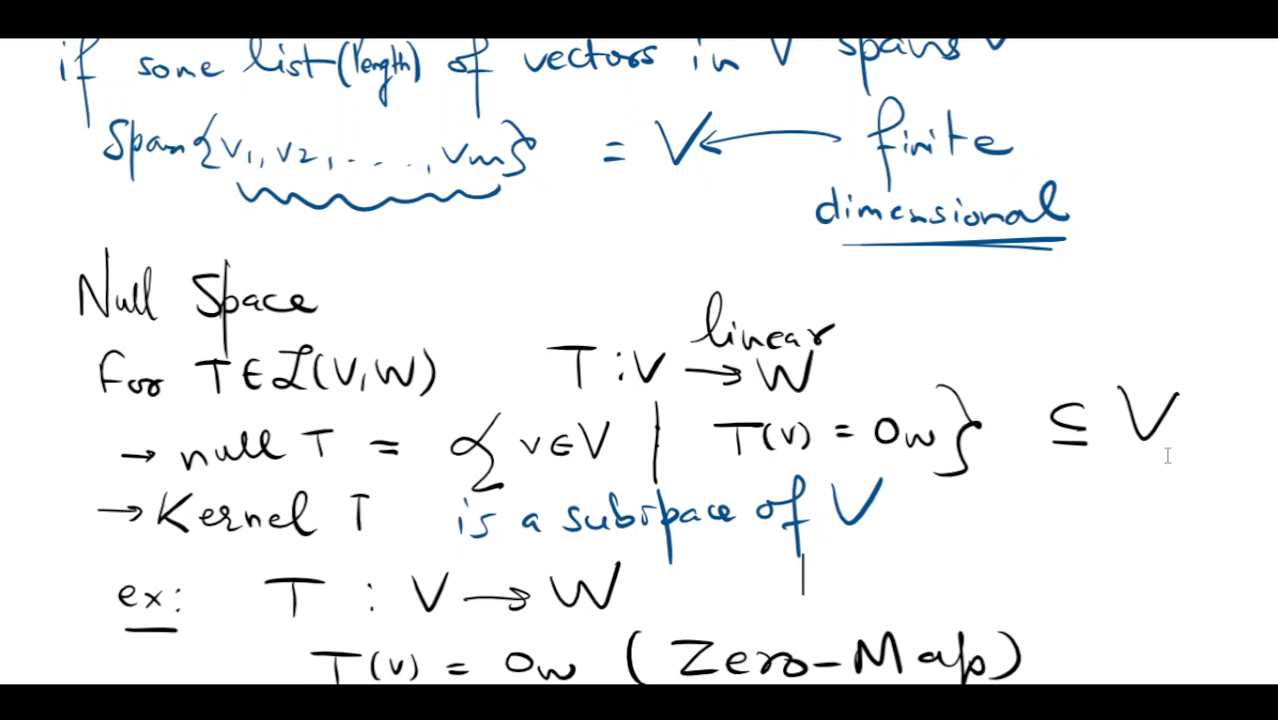 if some list (length) of vectors in V spans V
Span{v1, v2, ...., vm} = V ← finite
dimensional
Null Space
For T∈ℒ(V,W) T : V → W linear
→ null T = { v∈V | T(v) = 0w} ⊆ V
→ Kernel T is a subspace of V
ex: T : V → W
T(v) = 0w (Zero-Map)